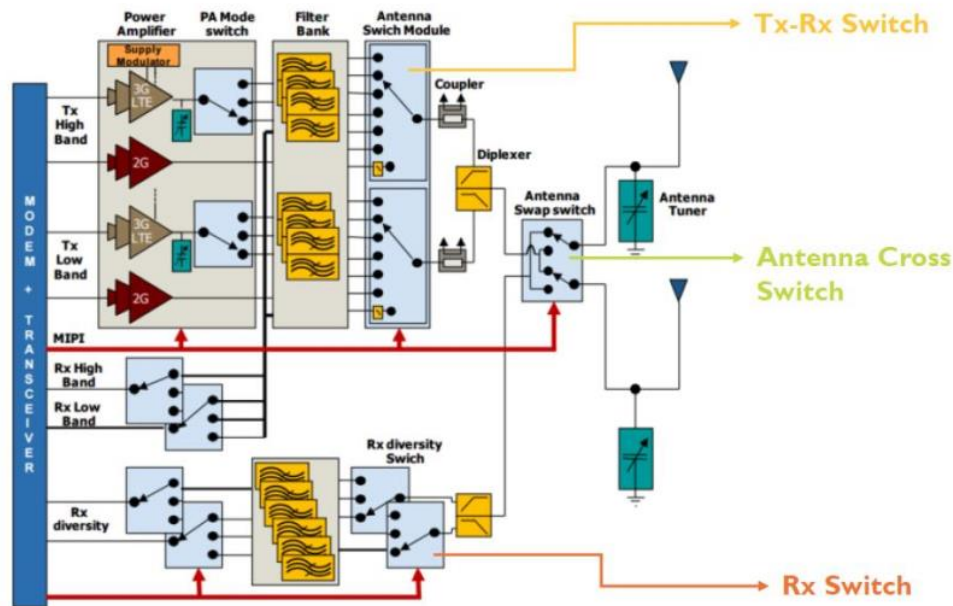 Power
Amplifier
PA Mode
switch
Filter
Bank
Antenna
Swich Module
Tx-Rx Switch
Supply
Modulator
3G
LTE
Tx
High
Band
2G
Coupler
Diplexer
Antenna
Swap switch
Antenna
Tuner
3G
LTE
Tx
Low
Band
2G
Antenna Cross
Switch
MODEM + TRANSCEIVER
MIPI
Rx High
Band
Rx Low
Band
Rx diversity
Swich
Rx
diversity
Rx Switch